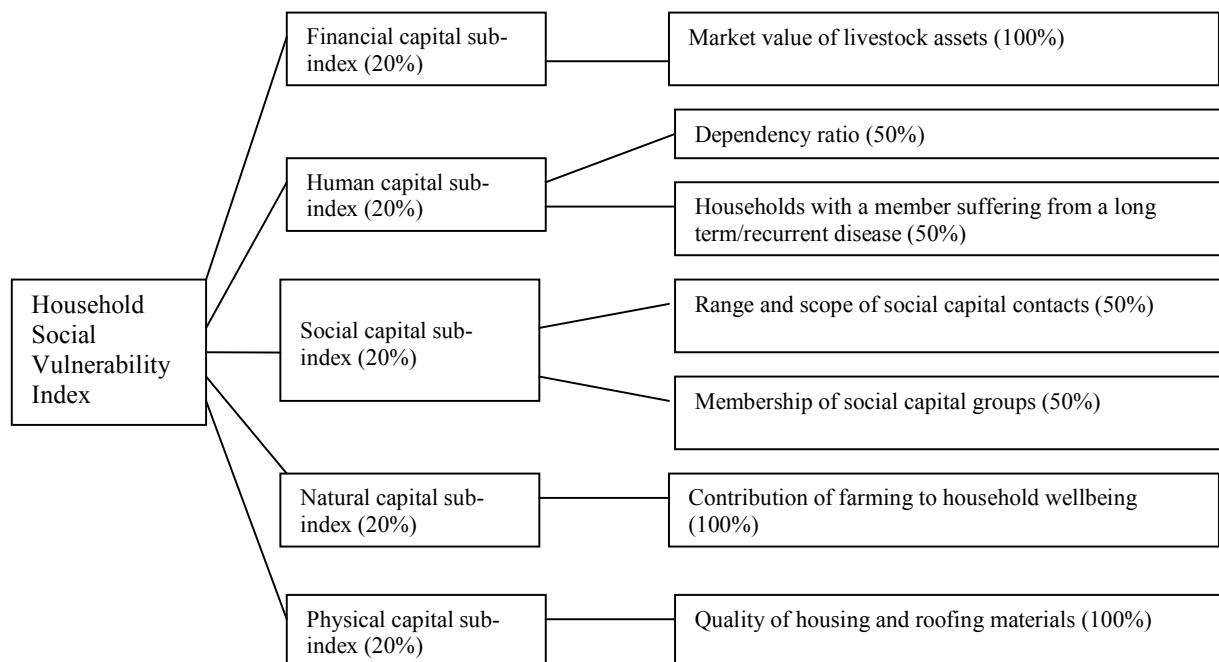 Financial capital sub-
index (20%)
Market value of livestock assets (100%)
Dependency ratio (50%)
Human capital sub-
index (20%)
Households with a member suffering from a long
term/recurrent disease (50%)
Household
Social
Vulnerability
Index
Social capital sub-
index (20%)
Range and scope of social capital contacts (50%)
Membership of social capital groups (50%)
Natural capital sub-
index (20%)
Contribution of farming to household wellbeing
(100%)
Physical capital sub-
index (20%)
Quality of housing and roofing materials (100%)